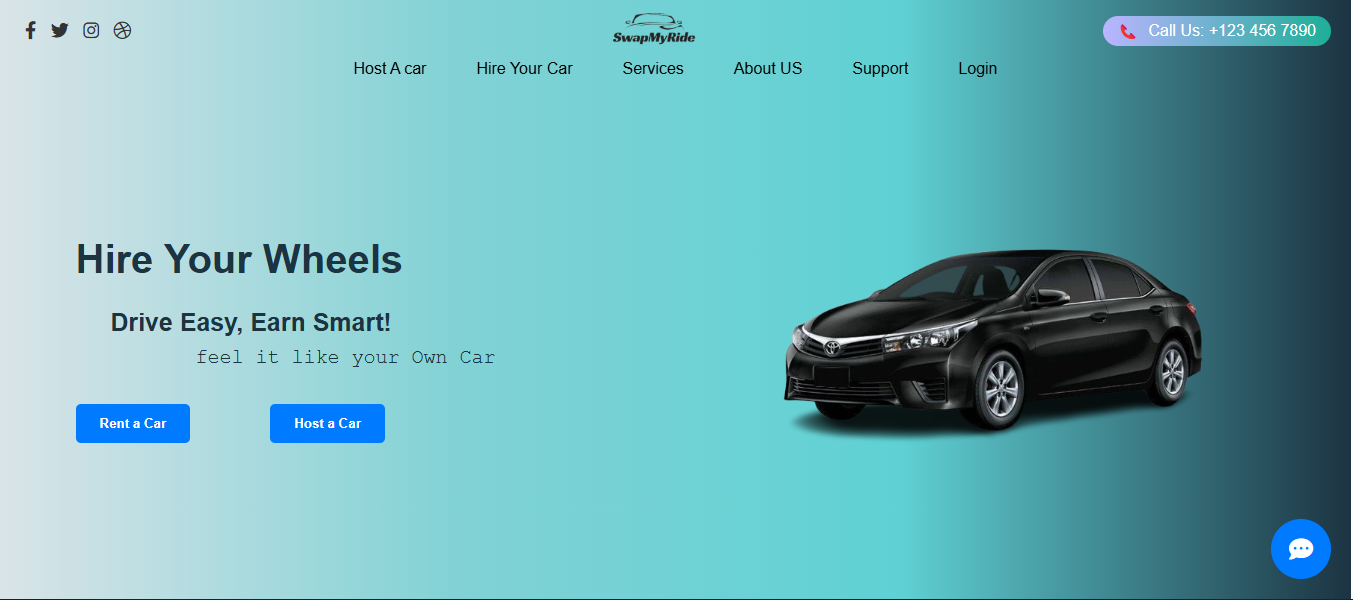 SwapMyRide
Call Us: +123 456 7890
Host A car Hire Your Car Services About US Support Login
Hire Your Wheels
Drive Easy, Earn Smart!
feel it like your Own Car
Rent a Car Host a Car